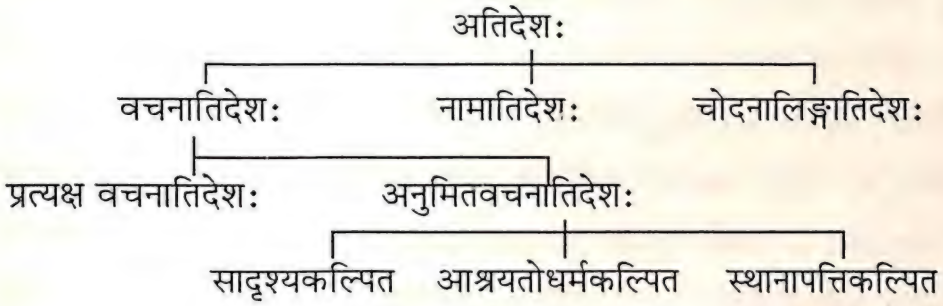 अतिदेशः
वचनातिदेशः नामातिदेशः चोदनालिङ्गातिदेशः
प्रत्यक्ष वचनातिदेशः अनुमितवचनातिदेशः
सादृश्यकल्पित आश्रयतोधर्मकल्पित स्थानापत्तिकल्पित